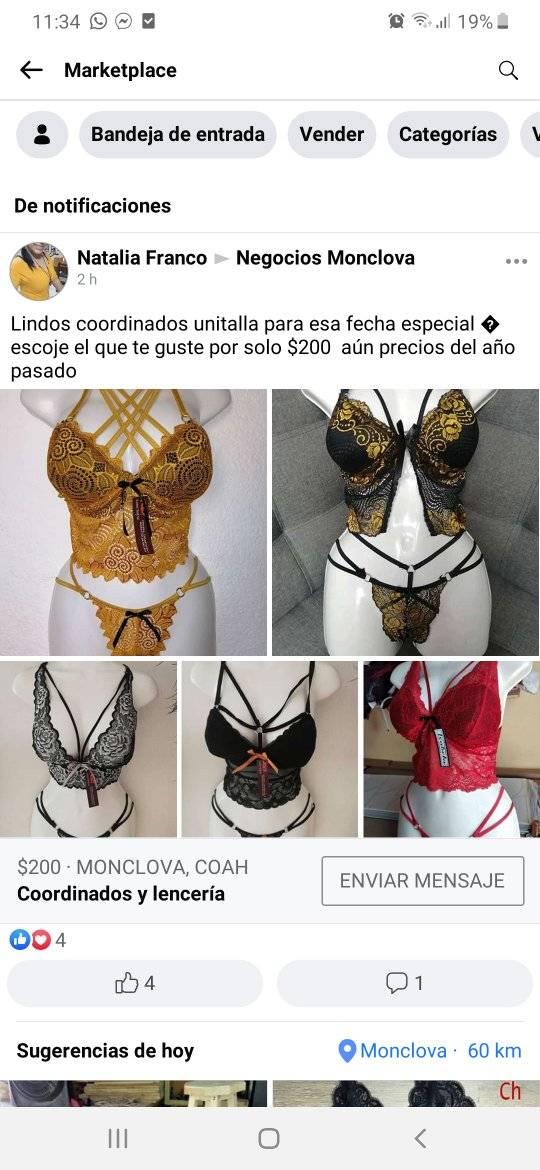 11:34
19%
Marketplace
Bandeja de entrada
Vender
Categorías
De notificaciones
Natalia Franco ► Negocios Monclova
2 h
Lindos coordinados unitalla para esa fecha especial �
escoje el que te guste por solo $200 aún precios del año
pasado
$200 · MONCLOVA, COAH
Coordinados y lencería
ENVIAR MENSAJE
4
4
1
Sugerencias de hoy
Monclova · 60 km
Ch